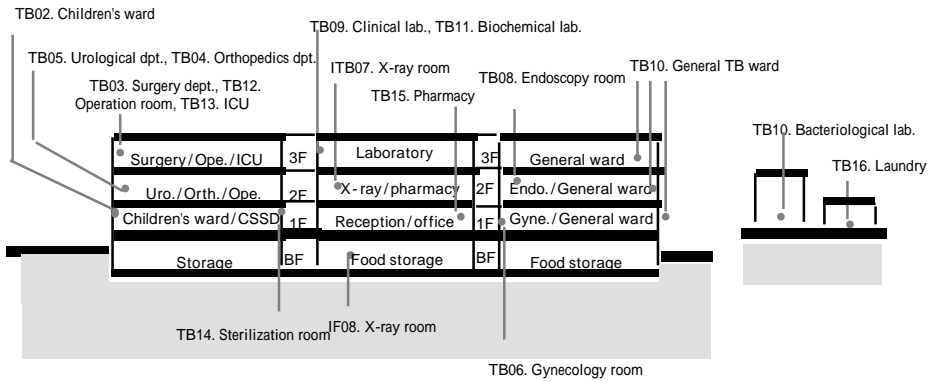 TB02. Children's ward
TB09. Clinical lab., TB11. Biochemical lab.
TB05. Urological dpt., TB04. Orthopedics dpt.
ITB07. X-ray room
TB08. Endoscopy room
TB10. General TB ward
TB03. Surgery dept., TB12.
Operation room, TB13. ICU
TB15. Pharmacy
TB10. Bacteriological lab.
TB16. Laundry
Surgery/Ope./ICU 3F Laboratory 3F General ward
Uro./Orth./Ope. 2F X-ray/pharmacy 2F Endo./General ward
Children's ward/CSSD 1F Reception/office 1F Gyne./General ward
Storage BF Food storage BF Food storage
TB14. Sterilization room
IF08. X-ray room
TB06. Gynecology room